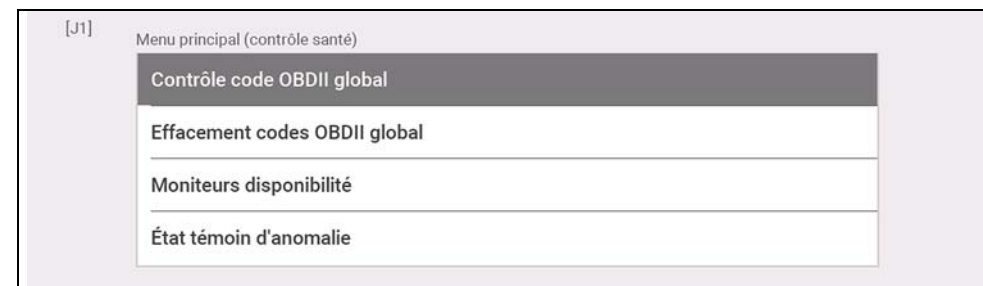 [J1]
Menu principal (contrôle santé)
Contrôle code OBDII global
Effacement codes OBDII global
Moniteurs disponibilité
État témoin d'anomalie